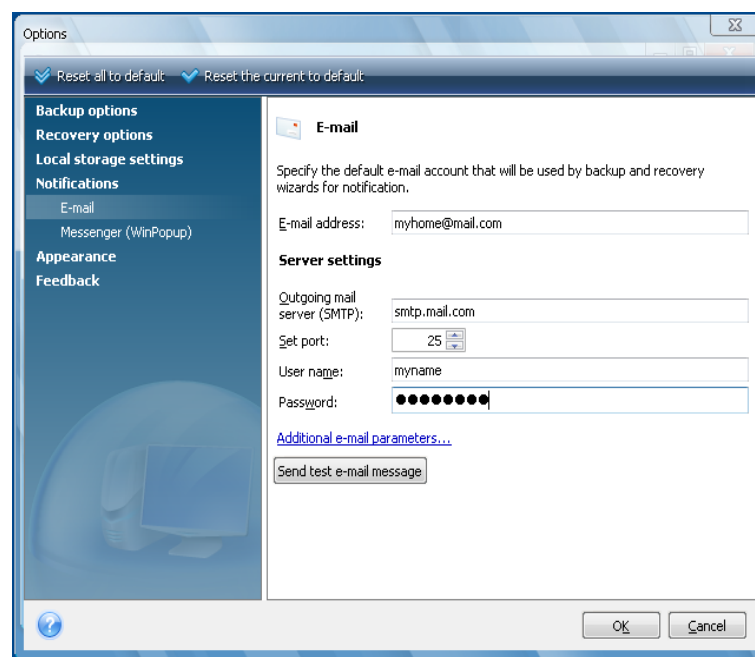 Options
Reset all to default Reset the current to default
Backup options
Recovery options
Local storage settings
Notifications
E-mail
Messenger (WinPopup)
Appearance
Feedback
E-mail
Specify the default e-mail account that will be used by backup and recovery
wizards for notification.
E-mail address: myhome@mail.com
Server settings
Outgoing mail
server (SMTP): smtp.mail.com
Set port: 25
User name: myname
Password: ●●●●●●●●
Additional e-mail parameters...
Send test e-mail message
OK Cancel